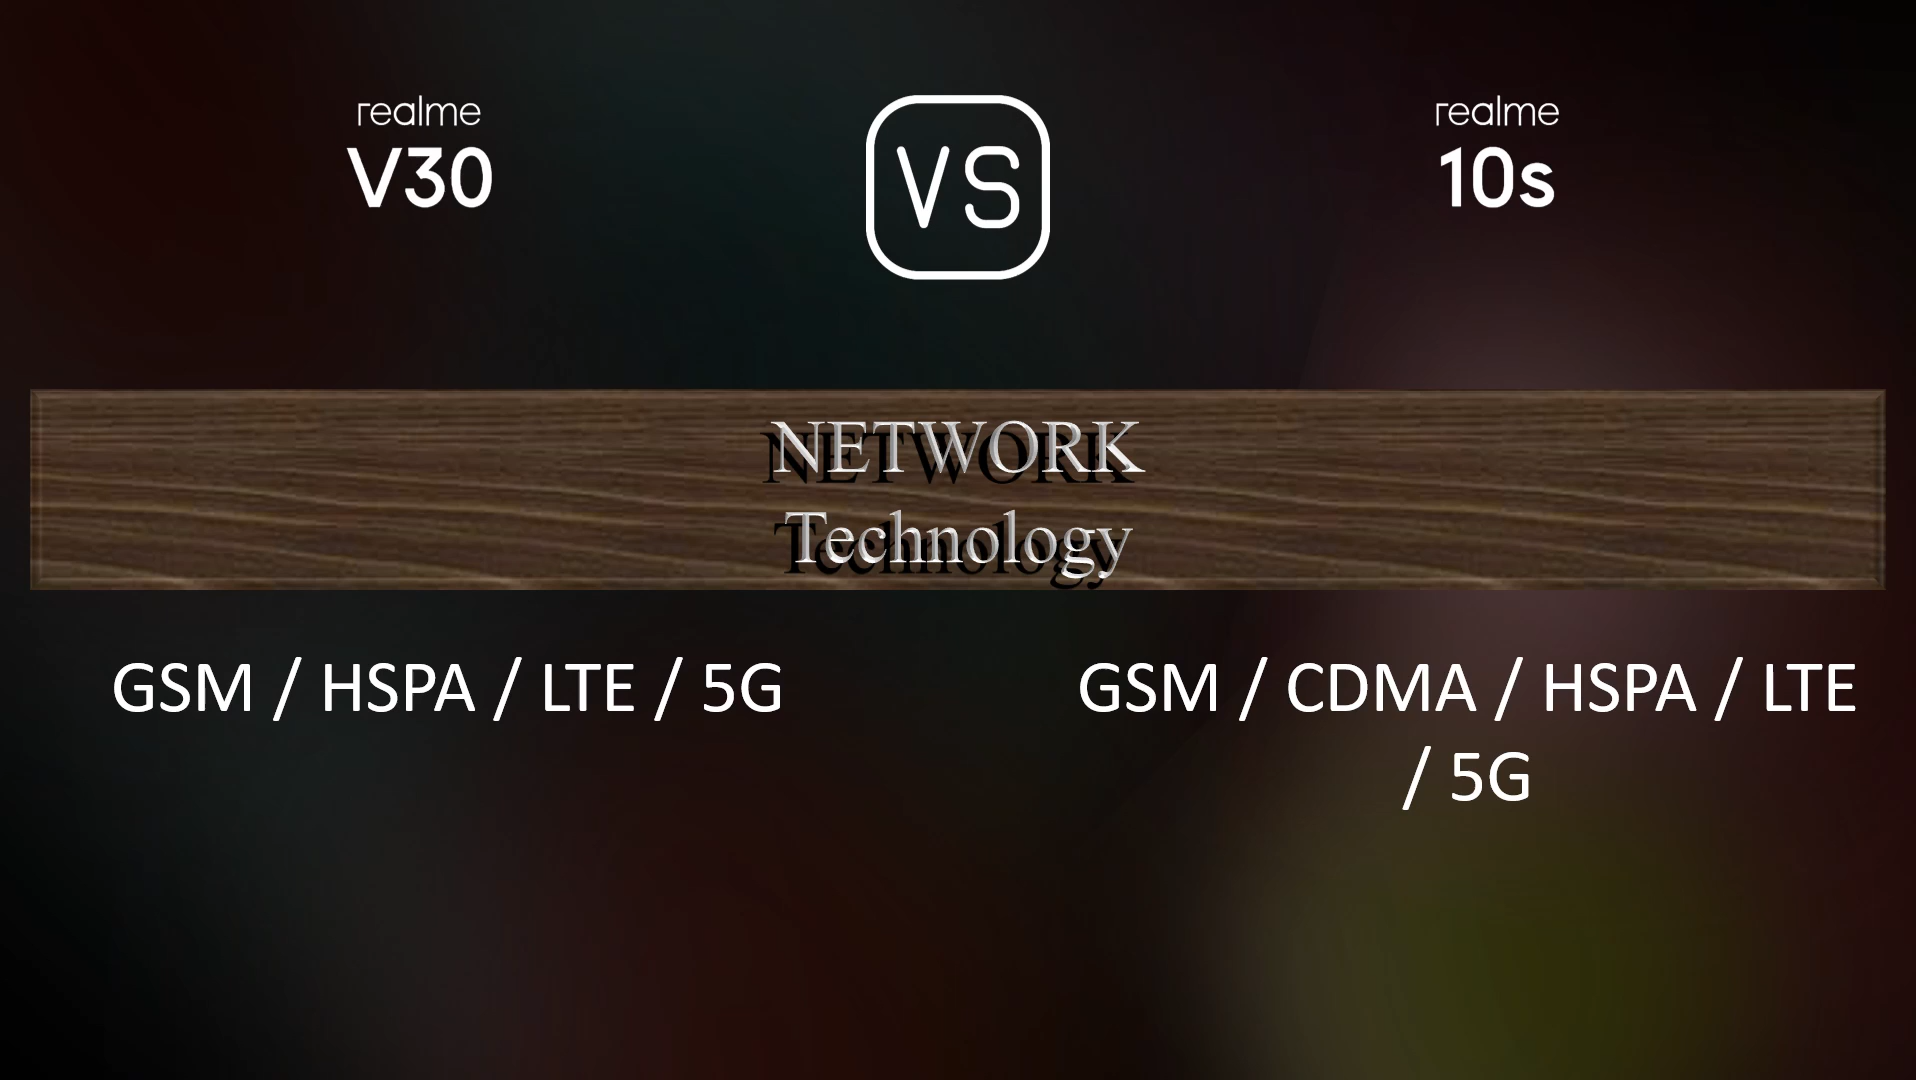 realme
V30
VS
realme
10s
NETWORK
Technology
GSM / HSPA / LTE / 5G
GSM / CDMA / HSPA / LTE
/ 5G